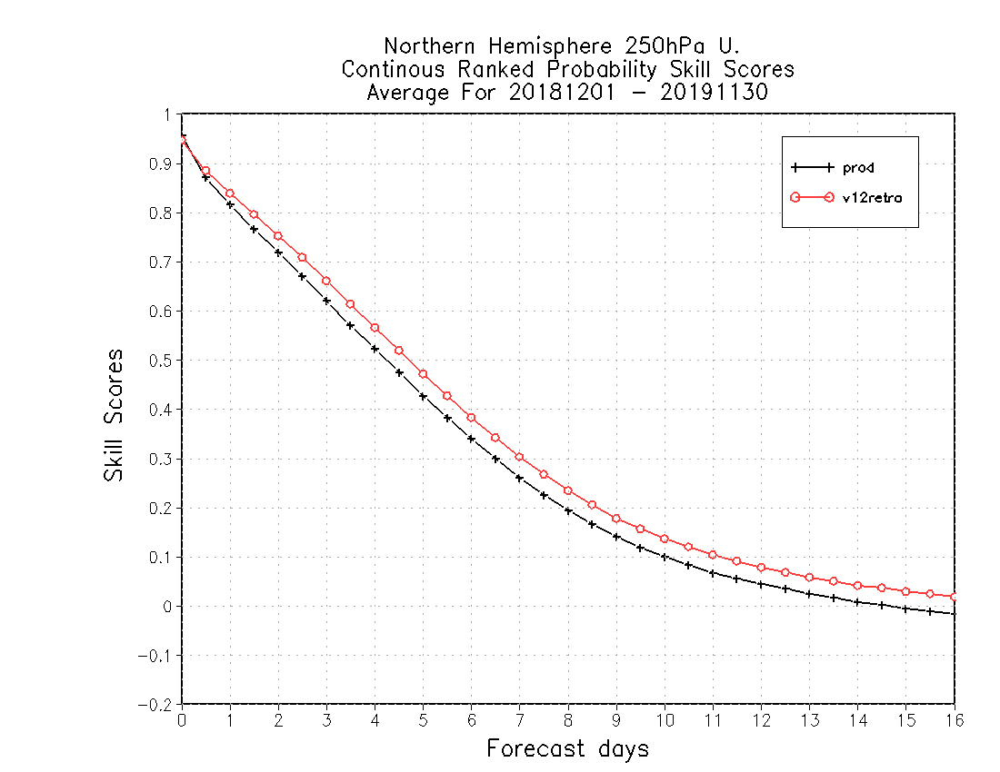 Northern Hemisphere 250hPa U.
Continous Ranked Probability Skill Scores
Average For 20181201 - 20191130
1
0.9
0.8
0.7
0.6
0.5
0.4
0.3
0.2
0.1
0
-0.1
-0.2
Skill Scores
prod
v12retro
0 1 2 3 4 5 6 7 8 9 10 11 12 13 14 15 16
Forecast days